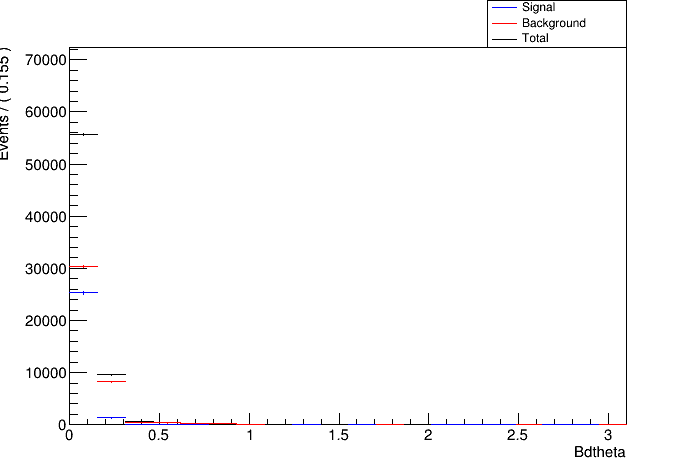 Signal
Background
Total
Events / ( 0.155 )
70000
60000
50000
40000
30000
20000
10000
0
0 0.5 1 1.5 2 2.5 3
Bdtheta